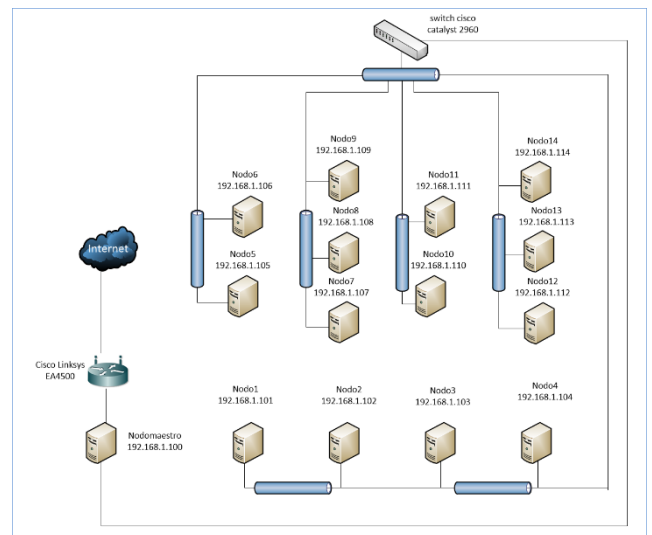 switch cisco
catalyst 2960
Nodo9
192.168.1.109
Nodo14
192.168.1.114
Nodo6
192.168.1.106
Nodo11
192.168.1.111
Nodo8
192.168.1.108
Nodo13
192.168.1.113
Internet
Nodo5
192.168.1.105
Nodo10
192.168.1.110
Nodo7
192.168.1.107
Nodo12
192.168.1.112
Cisco Linksys
EA4500
Nodo1
192.168.1.101
Nodo2
192.168.1.102
Nodo3
192.168.1.103
Nodo4
192.168.1.104
Nodomaestro
192.168.1.100